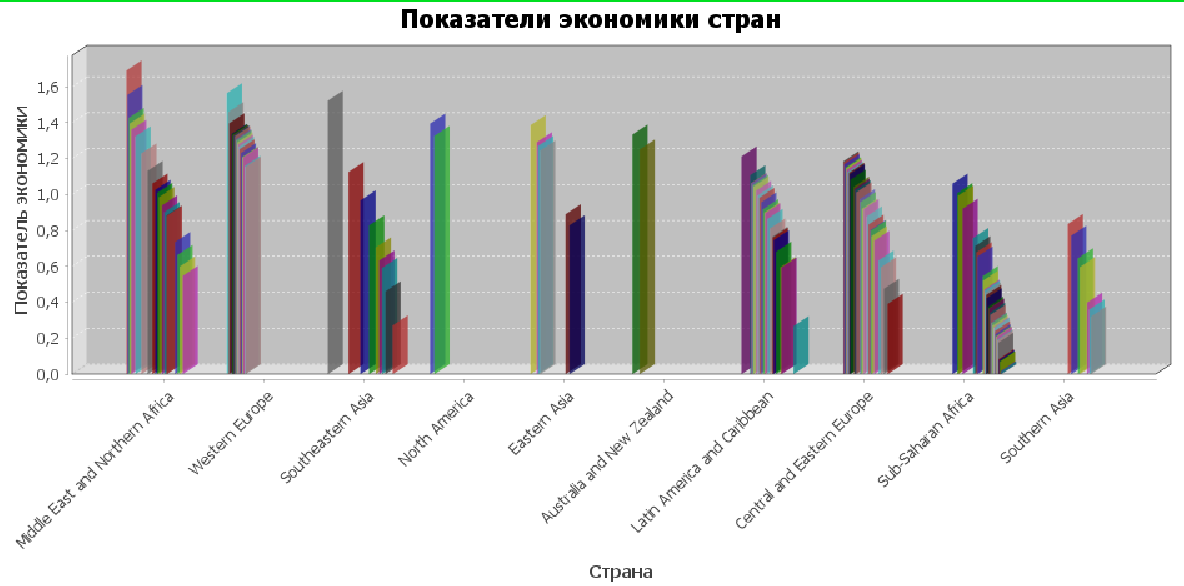 Показатели экономики стран
Показатель экономики
1,6
1,4
1,2
1,0
0,8
0,6
0,4
0,2
0,0
Middle East and Northern Africa
Western Europe
Southeastern Asia
North America
Eastern Asia
Australia and New Zealand
Latin America and Caribbean
Central and Eastern Europe
Sub-Saharan Africa
Southern Asia
Страна